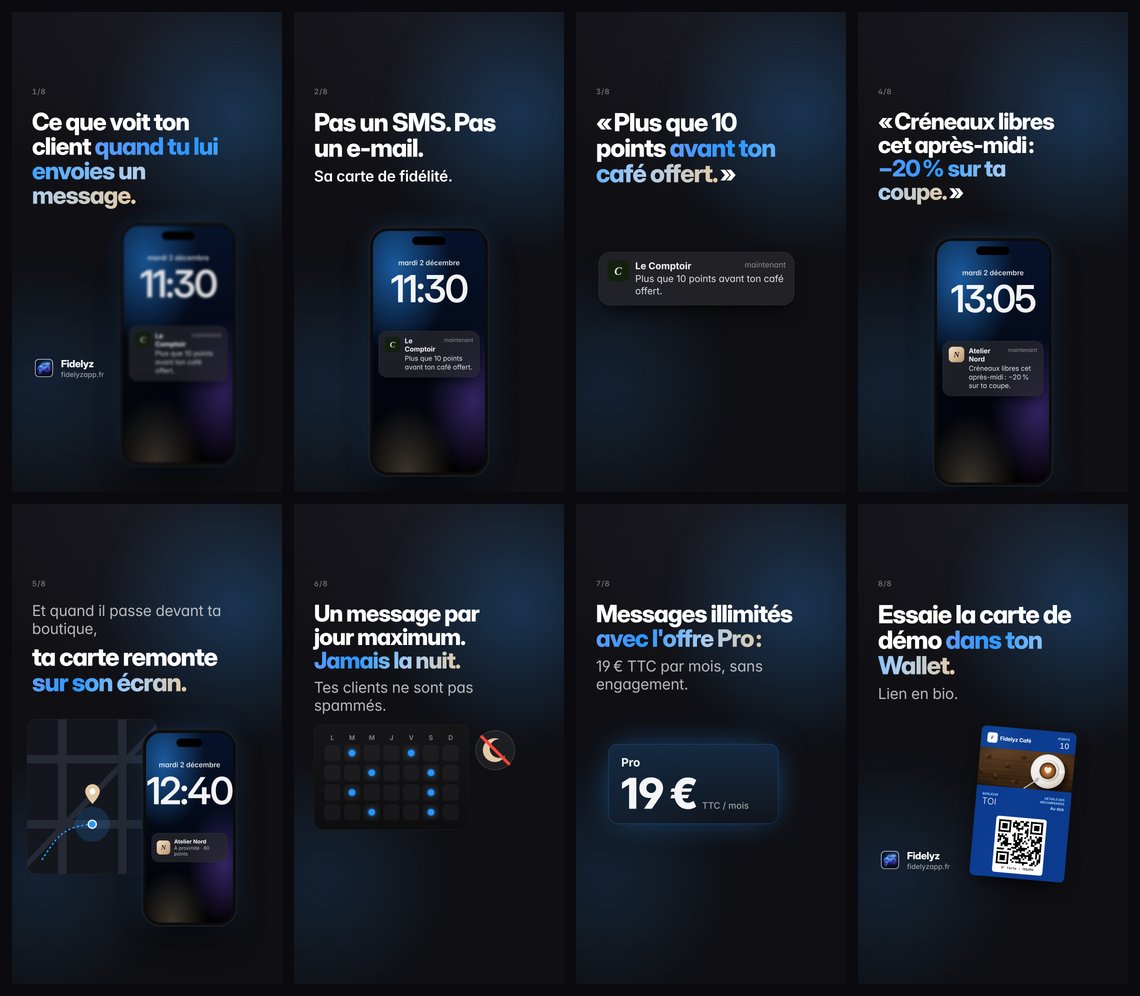 1/8
Ce que voit ton
client quand tu lui
envoies un
message.
mardi 2 décembre
11:30
C
Le
Comptoir
maintenant
Plus que 10 points
avant ton café
offert.
Fidelyz
fidelyzapp.fr
2/8
Pas un SMS. Pas
un e-mail.
Sa carte de fidélité.
mardi 2 décembre
11:30
C
Le
Comptoir
maintenant
Plus que 10 points
avant ton café offert.
3/8
« Plus que 10
points avant ton
café offert. »
C
Le Comptoir
maintenant
Plus que 10 points avant ton café
offert.
4/8
« Créneaux libres
cet après-midi :
−20 % sur ta
coupe. »
mardi 2 décembre
13:05
N
Atelier
Nord
maintenant
Créneaux libres cet
après-midi : −20 %
sur ta coupe.
5/8
Et quand il passe devant ta
boutique,
ta carte remonte
sur son écran.
mardi 2 décembre
12:40
N
Atelier Nord
À proximité · 80
points
6/8
Un message par
jour maximum.
Jamais la nuit.
Tes clients ne sont pas
spammés.
L M M J V S D
7/8
Messages illimités
avec l'offre Pro :
19 € TTC par mois, sans
engagement.
Pro
19 € TTC / mois
8/8
Essaie la carte de
démo dans ton
Wallet.
Lien en bio.
Fidelyz Café
POINTS
10
BONJOUR
TOI
DÉTAILS DES
RÉCOMPENSES
Au dos
Fidelyz
fidelyzapp.fr